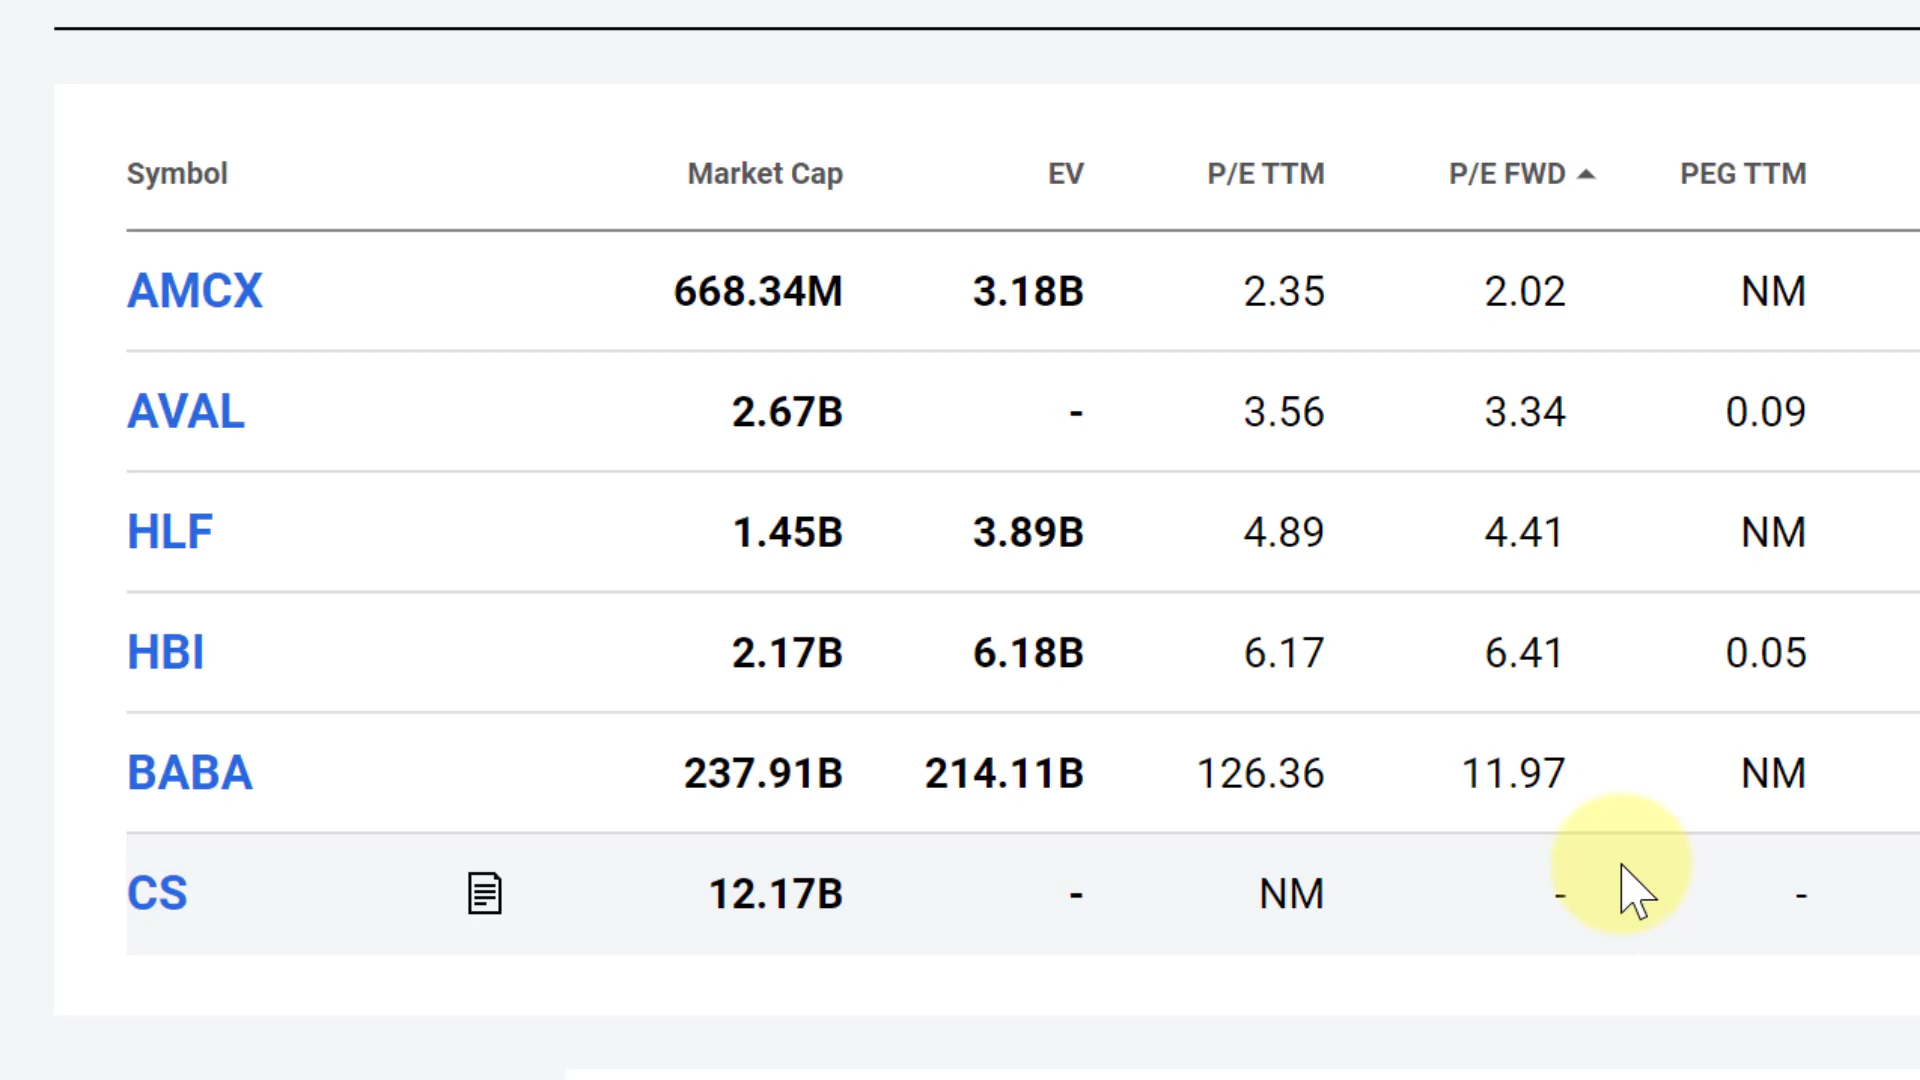 Symbol Market Cap EV P/E TTM P/E FWD PEG TTM
AMCX 668.34M 3.18B 2.35 2.02 NM
AVAL 2.67B - 3.56 3.34 0.09
HLF 1.45B 3.89B 4.89 4.41 NM
HBI 2.17B 6.18B 6.17 6.41 0.05
BABA 237.91B 214.11B 126.36 11.97 NM
CS 12.17B - NM - -